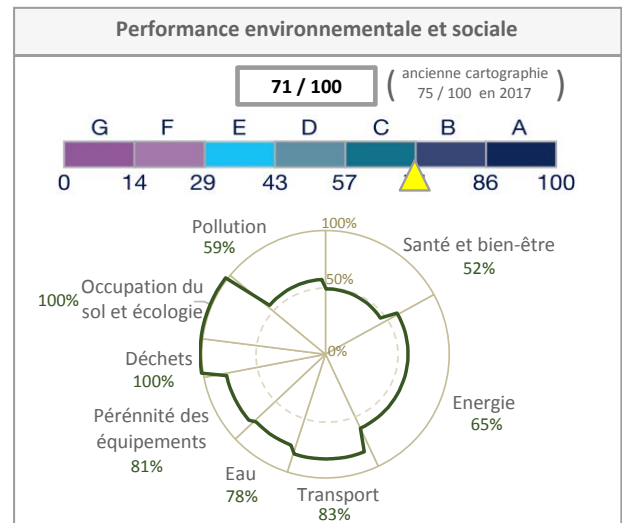 Performance environnementale et sociale
71 / 100
( ancienne cartographie
75 / 100 en 2017 )
G F E D C B A
0 14 29 43 57 86 100
Pollution
59%
100%
Santé et bien-être
52%
50%
Occupation du
sol et écologie
100%
0%
Déchets
100%
Energie
65%
Pérénnité des
équipements
81%
Eau
78%
Transport
83%